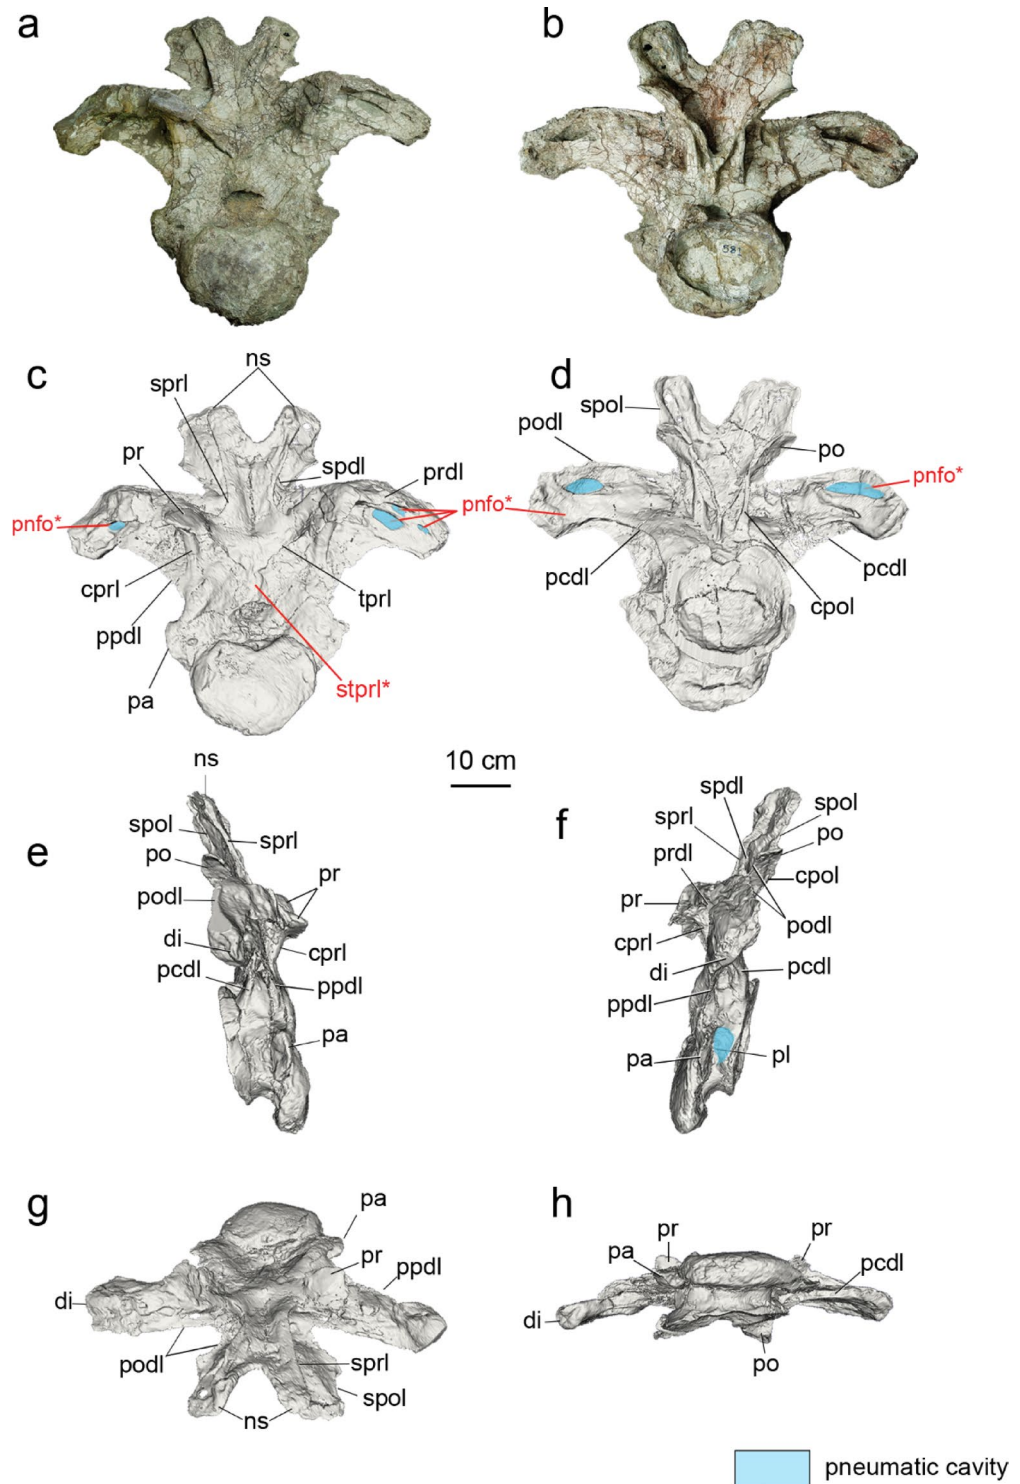 a
b
58
c
ns
sprl
pr
spdl
prdl
pnfo*
pnfo*
cprl
tprl
ppdl
pa
stprl*
d
spol
podl
po
pnfo*
pcdl
pcdl
cpol
10 cm
e
ns
spol
sprl
po
pr
podl
di
cprl
pcdl
ppdl
pa
f
spdl
spol
sprl
po
prdl
cpol
pr
podl
cprl
di
pcdl
ppdl
pa
pl
g
pa
pr
ppdl
di
podl
sprl
spol
ns
h
pr
pr
pa
pcdl
di
po
pneumatic cavity